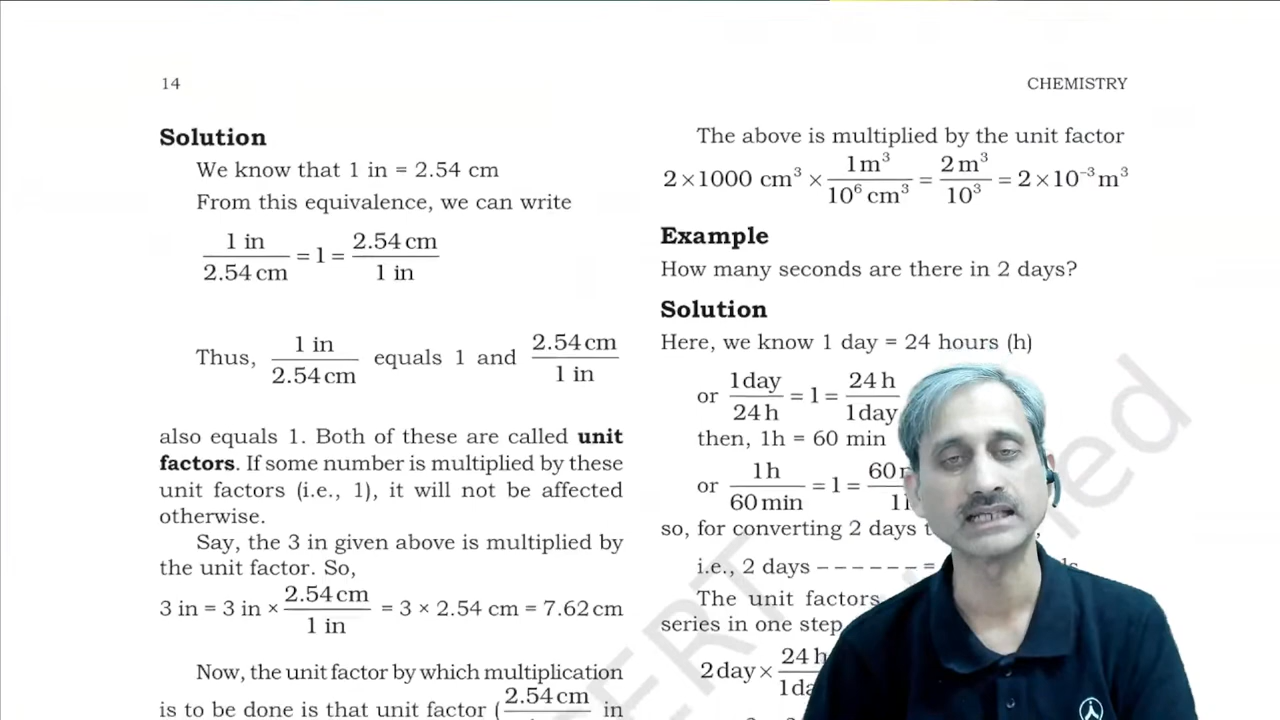 14
CHEMISTRY
Solution
We know that 1 in = 2.54 cm
From this equivalence, we can write
1 in / 2.54 cm = 1 = 2.54 cm / 1 in
Thus, 1 in / 2.54 cm equals 1 and 2.54 cm / 1 in
also equals 1. Both of these are called unit
factors. If some number is multiplied by these
unit factors (i.e., 1), it will not be affected
otherwise.
Say, the 3 in given above is multiplied by
the unit factor. So,
3 in = 3 in × 2.54 cm / 1 in = 3 × 2.54 cm = 7.62 cm
Now, the unit factor by which multiplication
is to be done is that unit factor (2.54 cm in
The above is multiplied by the unit factor
2 × 1000 cm³ × 1 m³ / 10⁶ cm³ = 2 m³ / 10³ = 2 × 10⁻³ m³
Example
How many seconds are there in 2 days?
Solution
Here, we know 1 day = 24 hours (h)
or 1 day / 24 h = 1 = 24 h / 1 day
then, 1h = 60 min
or 1h / 60 min = 1 = 60
so, for converting 2 days
i.e., 2 days – – – – – – =
The unit factors
series in one step
2 day × 24 h